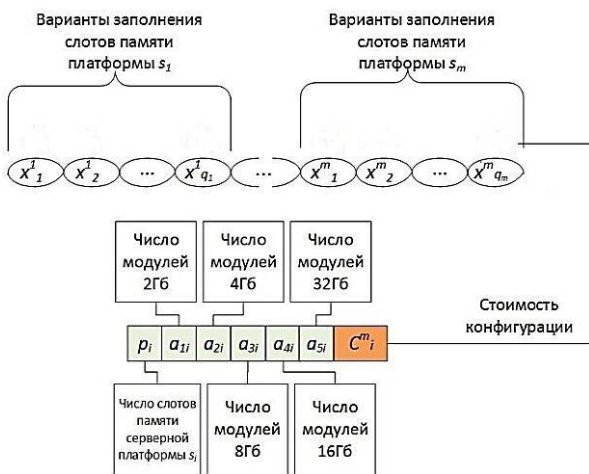 Варианты заполнения
слотов памяти
платформы s₁
Варианты заполнения
слотов памяти
платформы sₘ
x¹₁ x¹₂ ... x¹q₁ ... xᵐ₁ xᵐ₂ ... xᵐqₘ
Число
модулей
2Гб
Число
модулей
4Гб
Число
модулей
32Гб
Стоимость
конфигурации
pᵢ a₁ᵢ a₂ᵢ a₃ᵢ a₄ᵢ a₅ᵢ Cᵐᵢ
Число слотов
памяти
серверной
платформы sᵢ
Число
модулей
8Гб
Число
модулей
16Гб